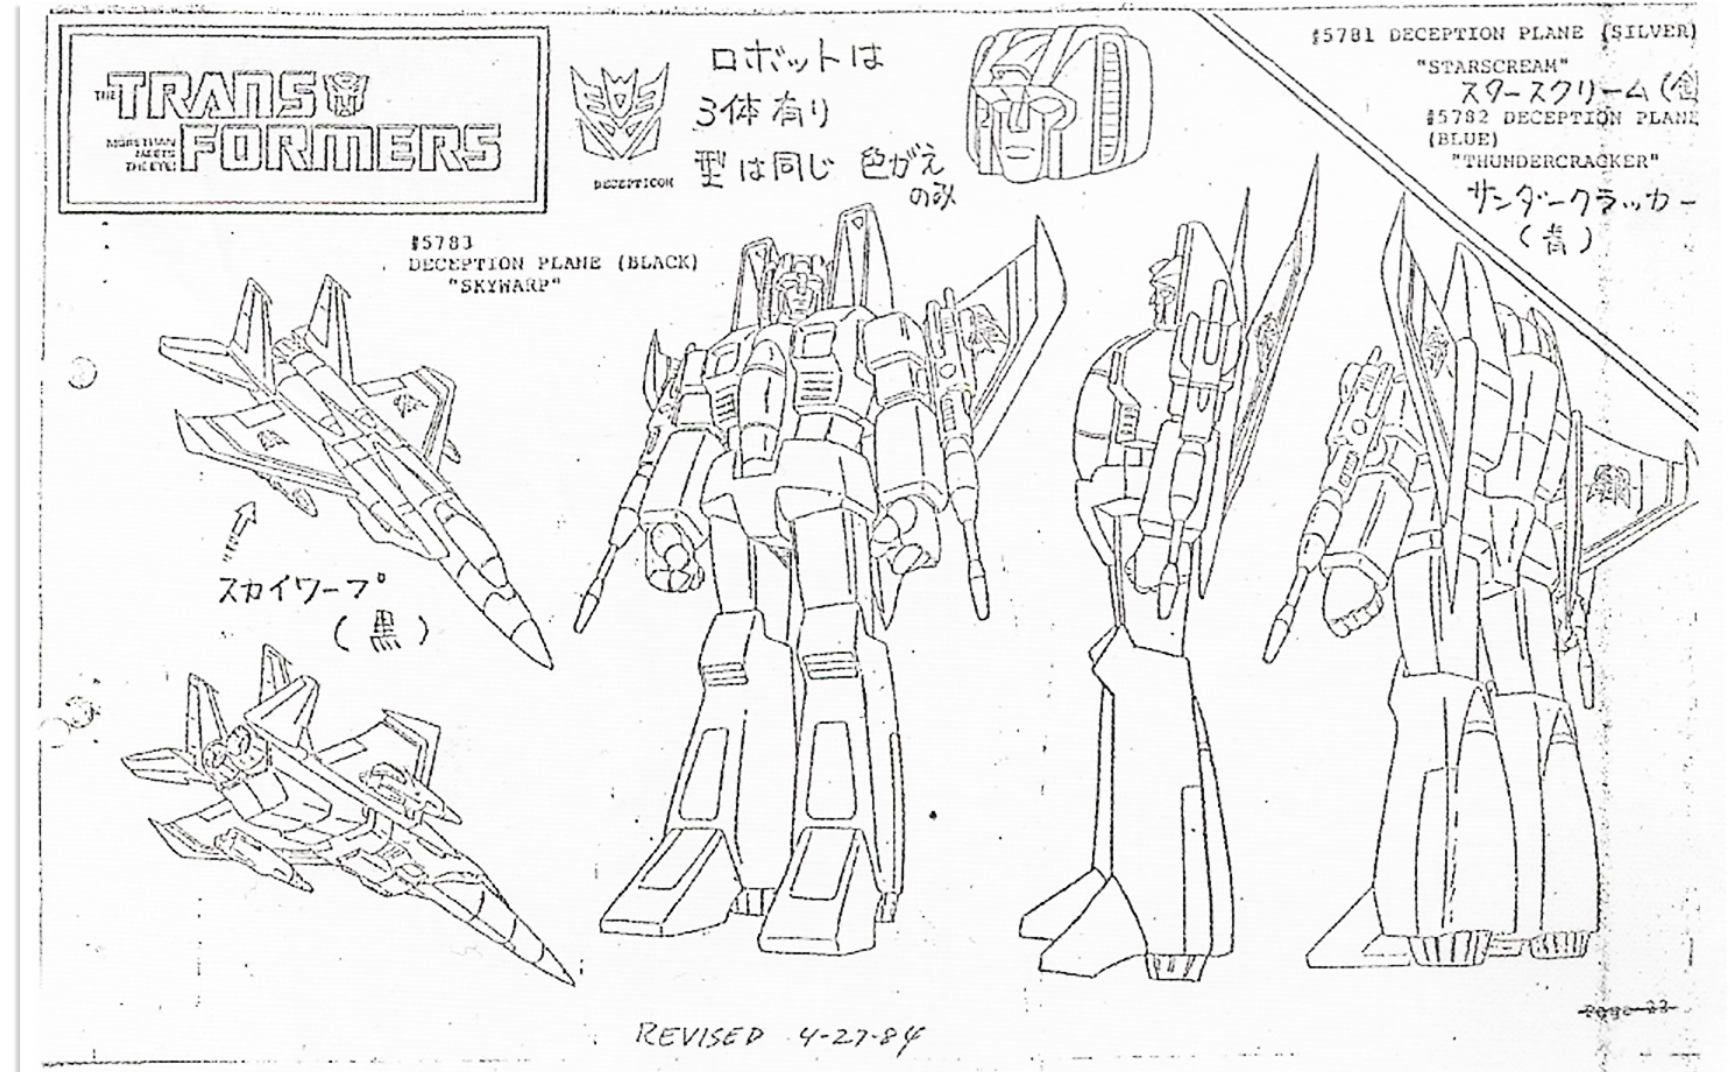 THE TRANS
FORMERS
MORE THAN
MEETS
THE EYE!
DECEPTICON
ロボットは
3体有り
型は同じ 色がえ
のみ
#5781 DECEPTION PLANE (SILVER)
"STARSCREAM"
スタースクリーム (
#5782 DECEPTION PLANE
(BLUE)
"THUNDERCRACKER"
サンダークラッカー
(青)
#5783
DECEPTION PLANE (BLACK)
"SKYWARP"
スカイワープ
(黒)
REVISED 4-27-84
Page